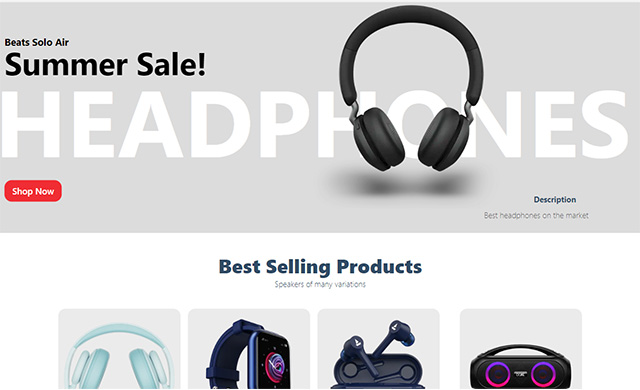 Beats Solo Air
Summer Sale!
HEADPHONES
Shop Now
Description
Best headphones on the market
Best Selling Products
Speakers of many variations